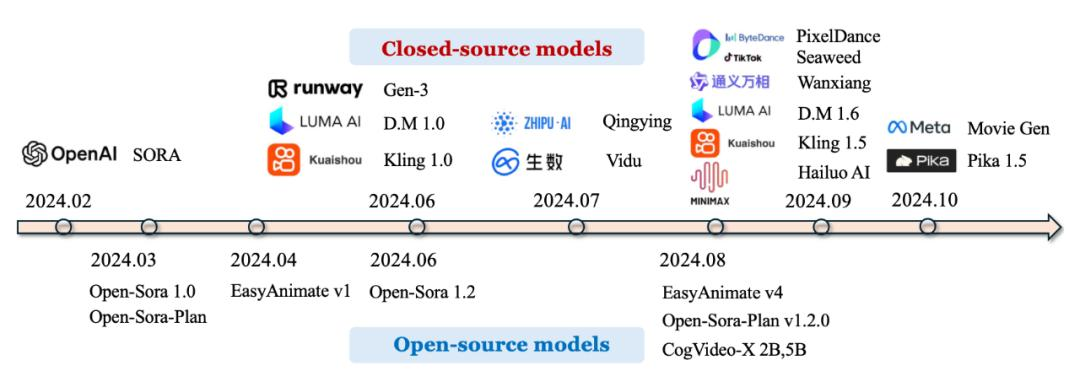 Closed-source models
OpenAI SORA
2024.02
runway Gen-3
LUMA AI D.M 1.0
Kuaishou Kling 1.0
2024.06
ZHIPU·AI Qingying
生数 Vidu
2024.07
ByteDance PixelDance
TikTok Seaweed
通义万相 Wanxiang
LUMA AI D.M 1.6
Kuaishou Kling 1.5
MINIMAX Hailuo AI
2024.09
Meta Movie Gen
Pika Pika 1.5
2024.10
2024.03
Open-Sora 1.0
Open-Sora-Plan
2024.04
EasyAnimate v1
2024.06
Open-Sora 1.2
2024.08
EasyAnimate v4
Open-Sora-Plan v1.2.0
CogVideo-X 2B,5B
Open-source models